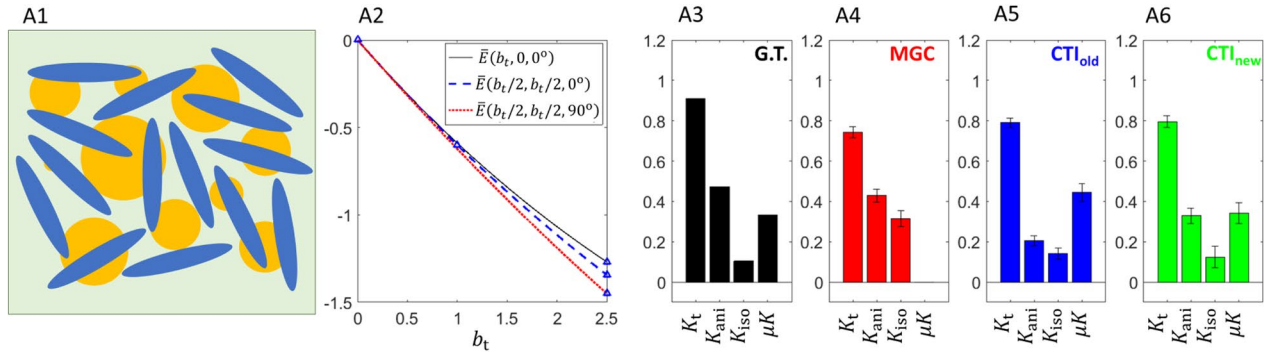 A1
A2
0
-0.5
-1
-1.5
0
0.5
1
1.5
2
2.5
b_t
Ē(b_t, 0, 0°)
Ē(b_t/2, b_t/2, 0°)
Ē(b_t/2, b_t/2, 90°)
A3
G.T.
1.2
1
0.8
0.6
0.4
0.2
0
K_t
K_ani
K_iso
μK
A4
MGC
1.2
1
0.8
0.6
0.4
0.2
0
K_t
K_ani
K_iso
μK
A5
CTI_old
1.2
1
0.8
0.6
0.4
0.2
0
K_t
K_ani
K_iso
μK
A6
CTI_new
1.2
1
0.8
0.6
0.4
0.2
0
K_t
K_ani
K_iso
μK